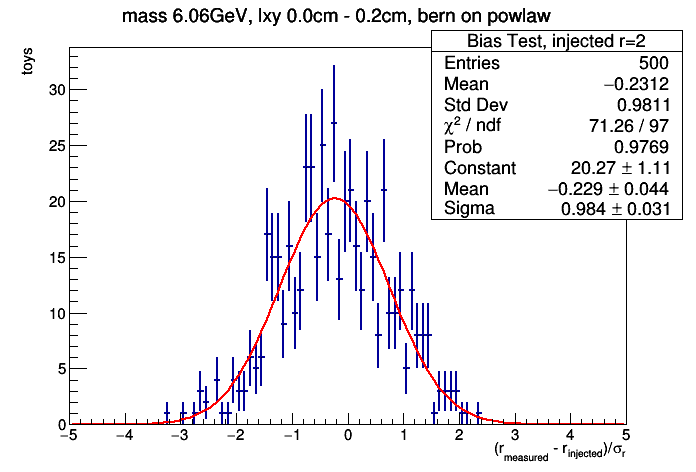 mass 6.06GeV, lxy 0.0cm - 0.2cm, bern on powlaw
Bias Test, injected r=2
Entries 500
Mean −0.2312
Std Dev 0.9811
χ² / ndf 71.26 / 97
Prob 0.9769
Constant 20.27 ± 1.11
Mean −0.229 ± 0.044
Sigma 0.984 ± 0.031
toys
30
25
20
15
10
5
0
−5 −4 −3 −2 −1 0 1 2 3 4 5
(r_measured - r_injected)/σ_r